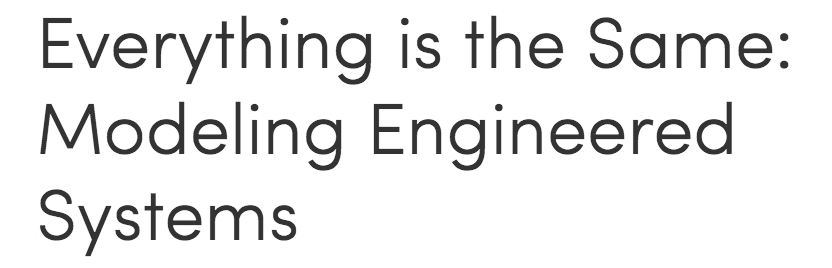 Everything is the Same:
Modeling Engineered
Systems